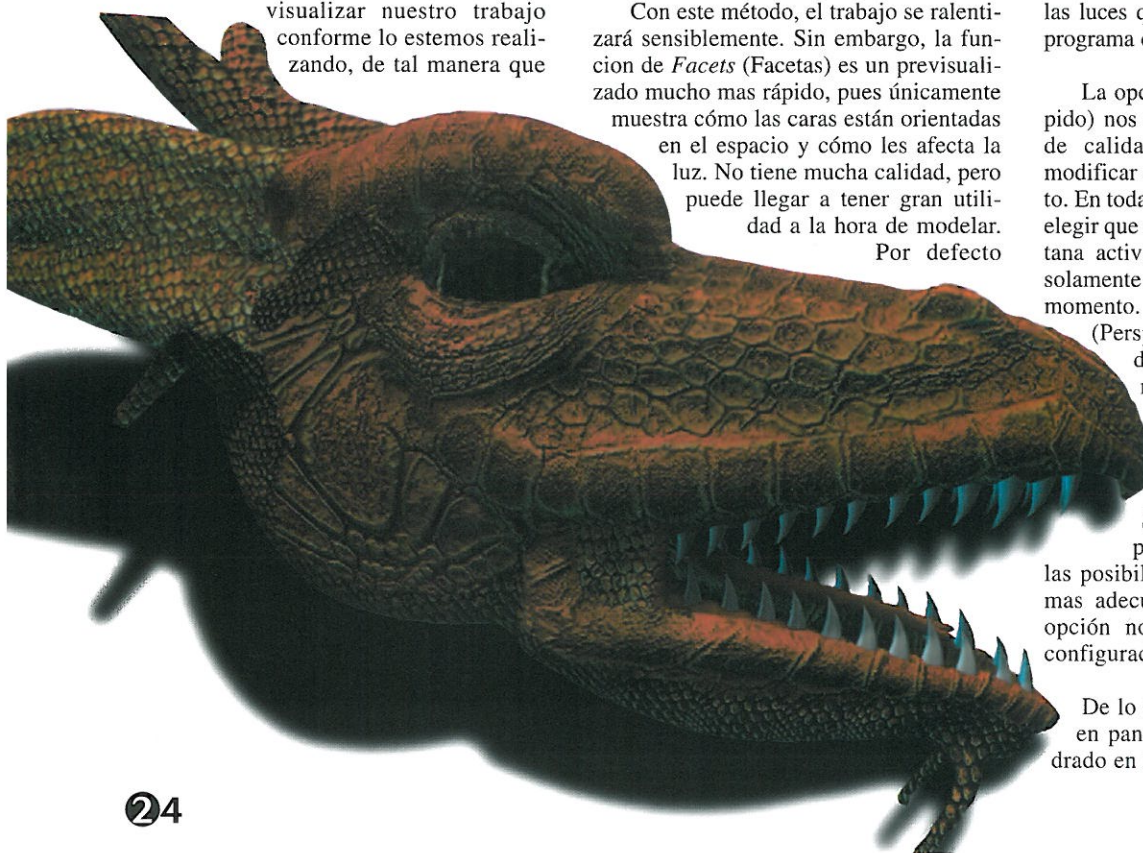 visualizar nuestro trabajo
conforme lo estemos reali-
zando, de tal manera que
Con este método, el trabajo se ralenti-
zará sensiblemente. Sin embargo, la fun-
cion de Facets (Facetas) es un previsuali-
zado mucho mas rápido, pues únicamente
muestra cómo las caras están orientadas
en el espacio y cómo les afecta la
luz. No tiene mucha calidad, pero
puede llegar a tener gran utili-
dad a la hora de modelar.
Por defecto
las luces
programa
La opc
pido) nos
de calida
modificar
to. En toda
elegir que
tana activ
solamente
momento.
(Pers
las posibil
mas adecu
opción no
configurac
De lo
en pan
drado en
24